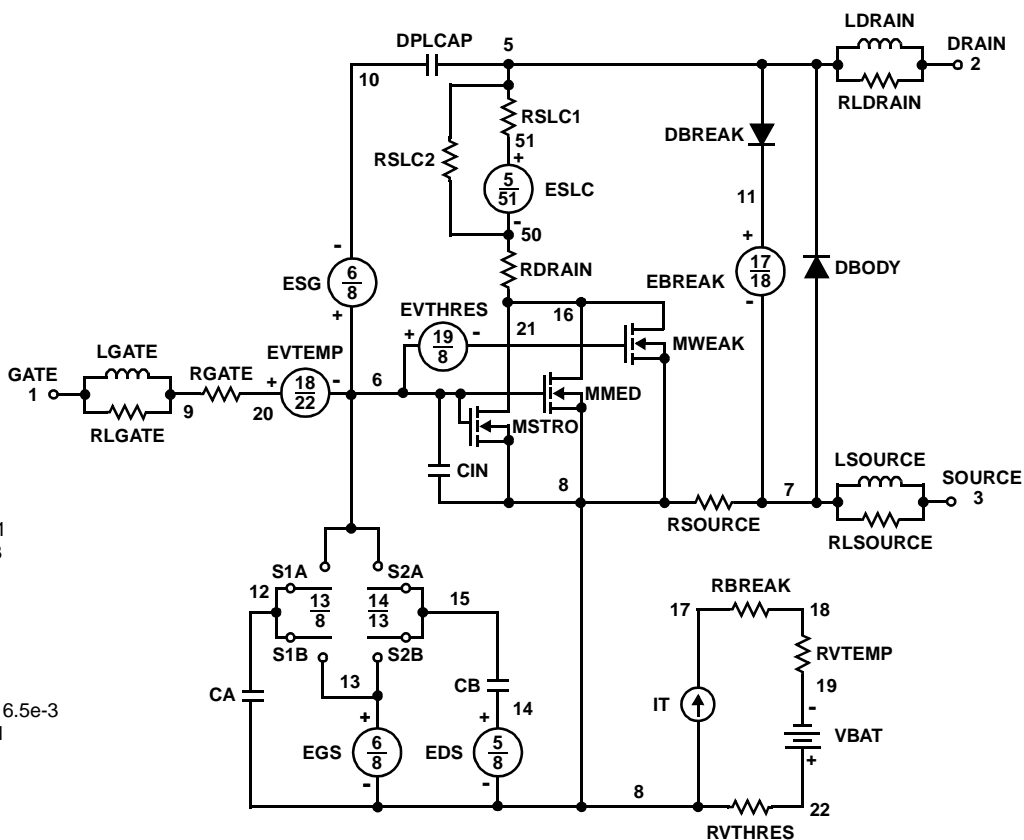 LDRAIN
DPLCAP 5 DRAIN
10 2
RLDRAIN
RSLC1
51 DBREAK
RSLC2 +
5
51 ESLC 11
-
50 +
- RDRAIN 17
18 DBODY
6
8 EBREAK
ESG -
+ EVTHRES 16
21
+ 19
8 - MWEAK
LGATE EVTEMP
GATE RGATE + 18
22 - 6 MMED
1
9 20 MSTRO
RLGATE
CIN LSOURCE
8 7 SOURCE
3
RSOURCE
RLSOURCE
S1A S2A
12 13
8 14
13 15 RBREAK
17 18
S1B S2B
RVTEMP
13 CB 19
CA
6.5e-3 + + 14 IT -
EGS 6
8 EDS 5
8 VBAT
- - +
8 22
RVTHRES